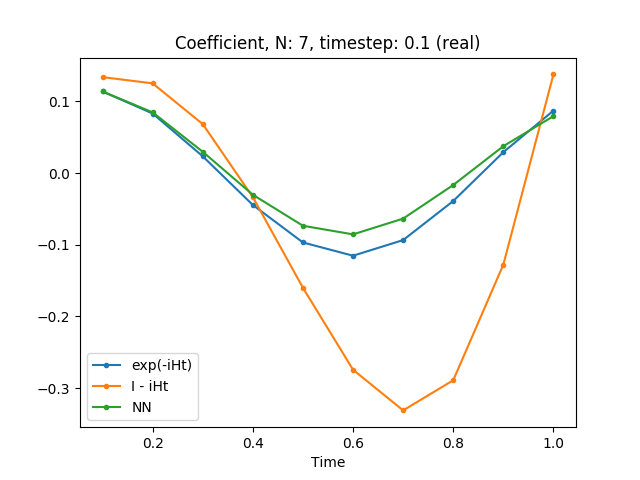 Coefficient, N: 7, timestep: 0.1 (real)
0.1
0.0
−0.1
−0.2
−0.3
exp(-iHt)
I - iHt
NN
0.2 0.4 0.6 0.8 1.0
Time